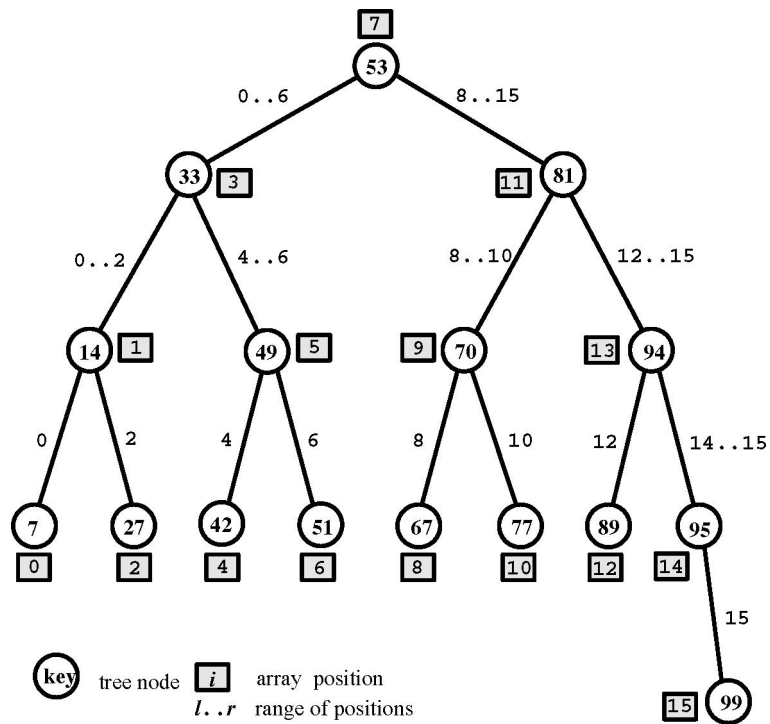 7
53
0..6 8..15
33 3 11 81
0..2 4..6 8..10 12..15
14 1 49 5 9 70 13 94
0 2 4 6 8 10 12 14..15
7 27 42 51 67 77 89 95
0 2 4 6 8 10 12 14
15
key tree node i array position
l..r range of positions
15 99